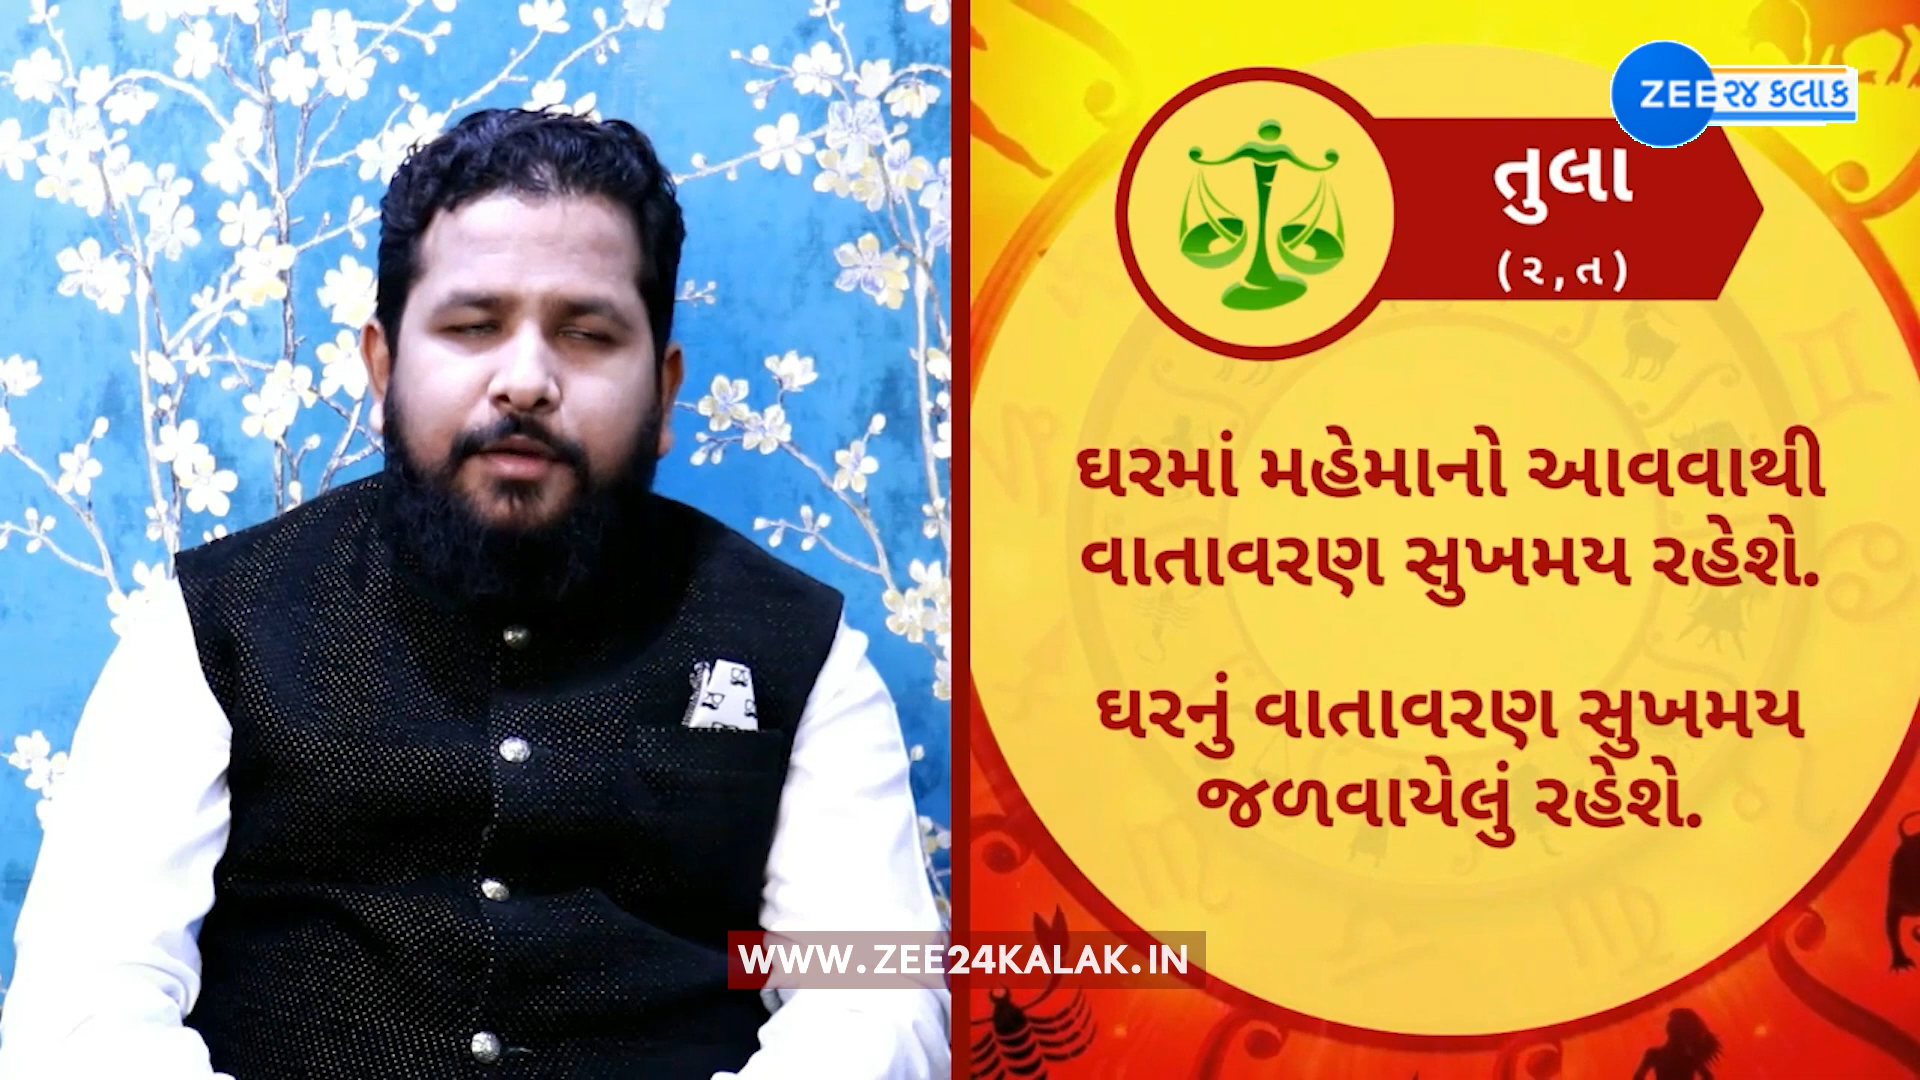 ZEE ૨૪ કલાક
તુલા
(ર,ત)
ઘરમાં મહેમાનો આવવાથી
વાતાવરણ સુખમય રહેશે.
ઘરનું વાતાવરણ સુખમય
જળવાયેલું રહેશે.
WWW.ZEE24KALAK.IN